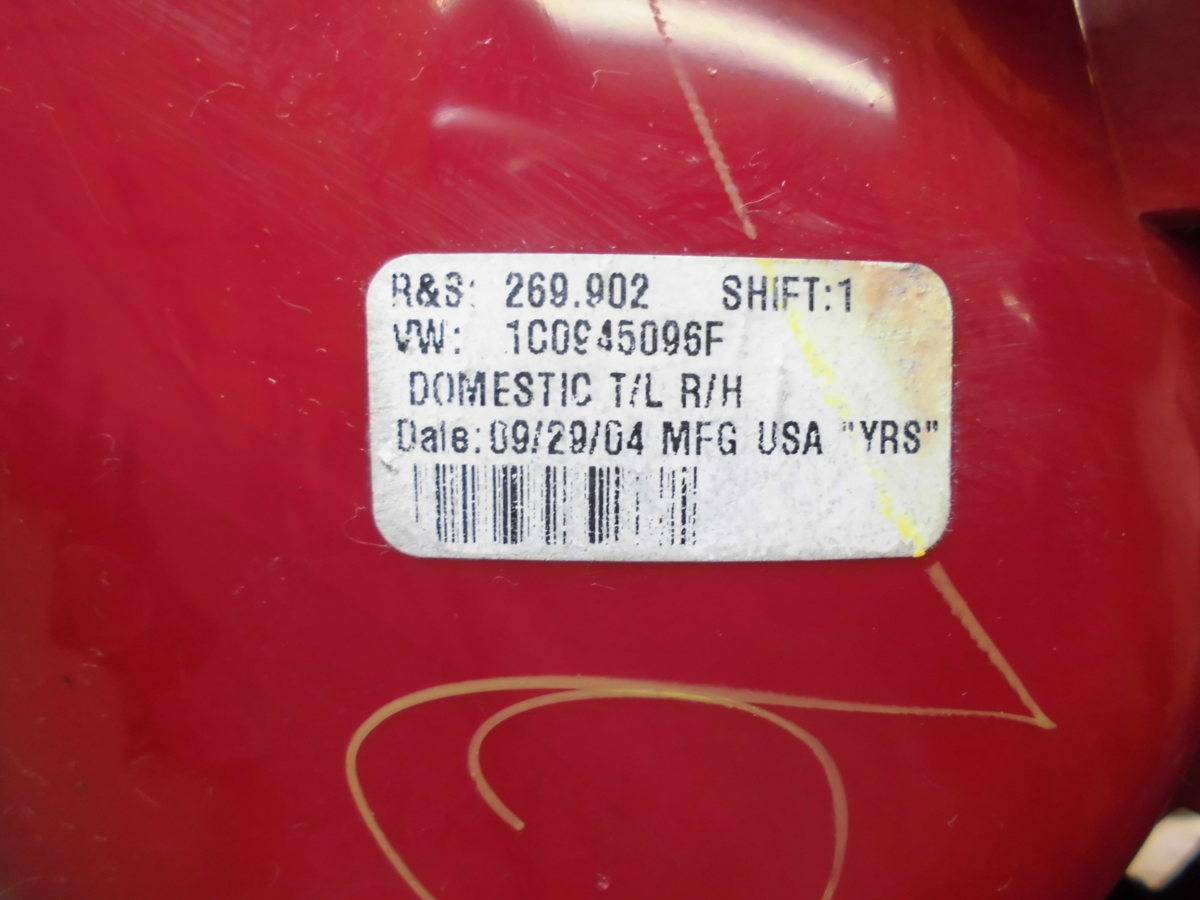 R&S: 269.902 SHIFT:1
VW: 1C0945096F
DOMESTIC T/L R/H
Date:09/29/04 MFG USA "YRS"